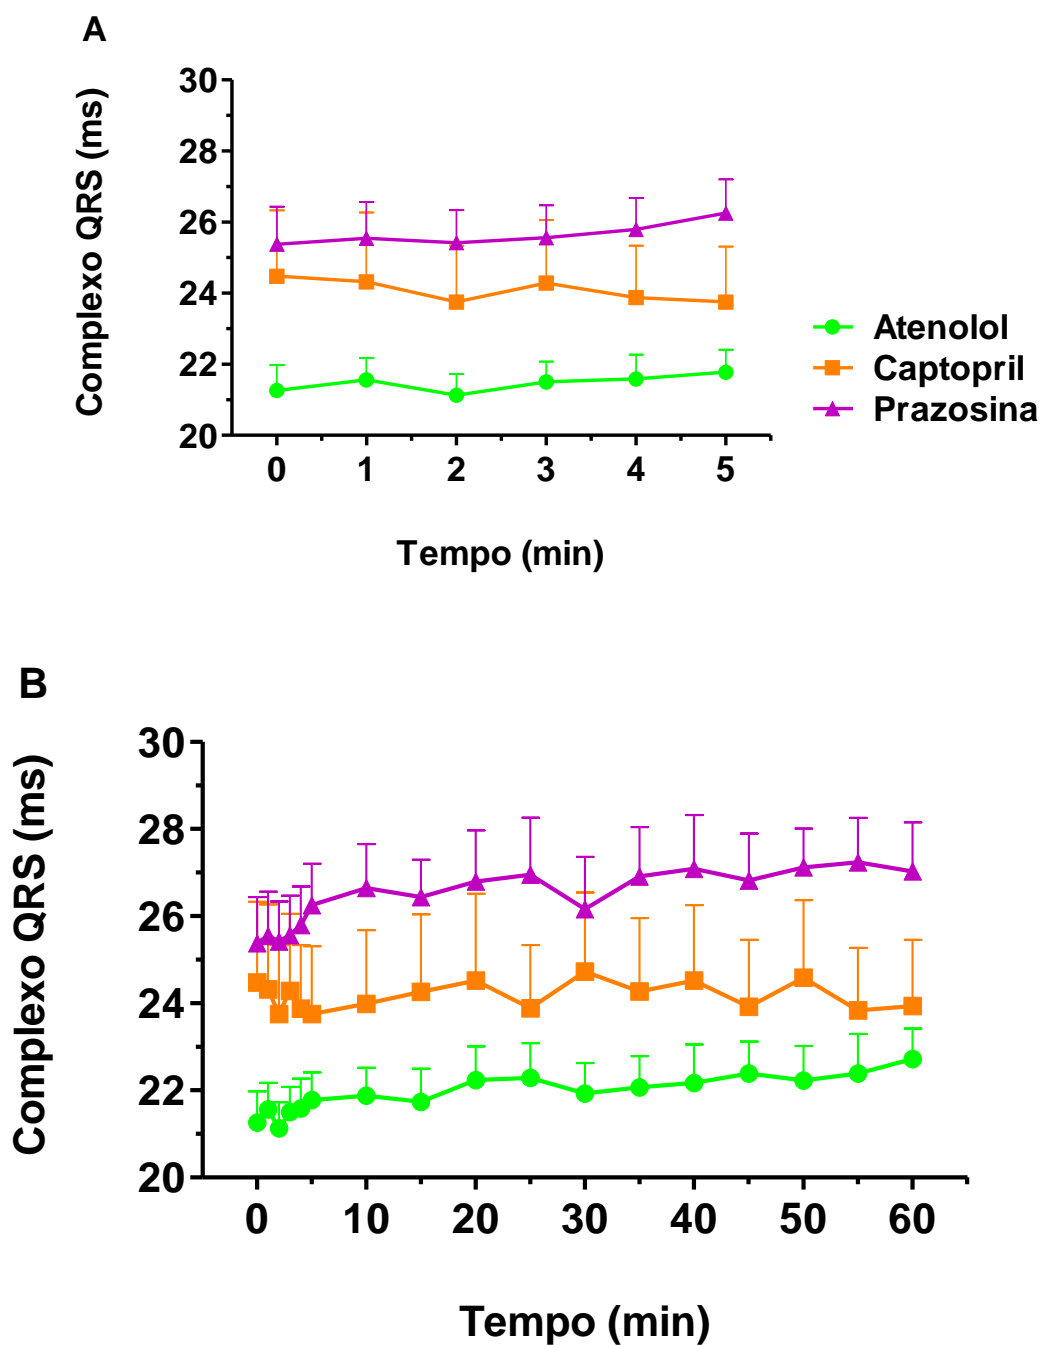 A
Complexo QRS (ms)
30
28
26
24
22
20
0 1 2 3 4 5
Tempo (min)
Atenolol
Captopril
Prazosina
B
Complexo QRS (ms)
30
28
26
24
22
20
0 10 20 30 40 50 60
Tempo (min)